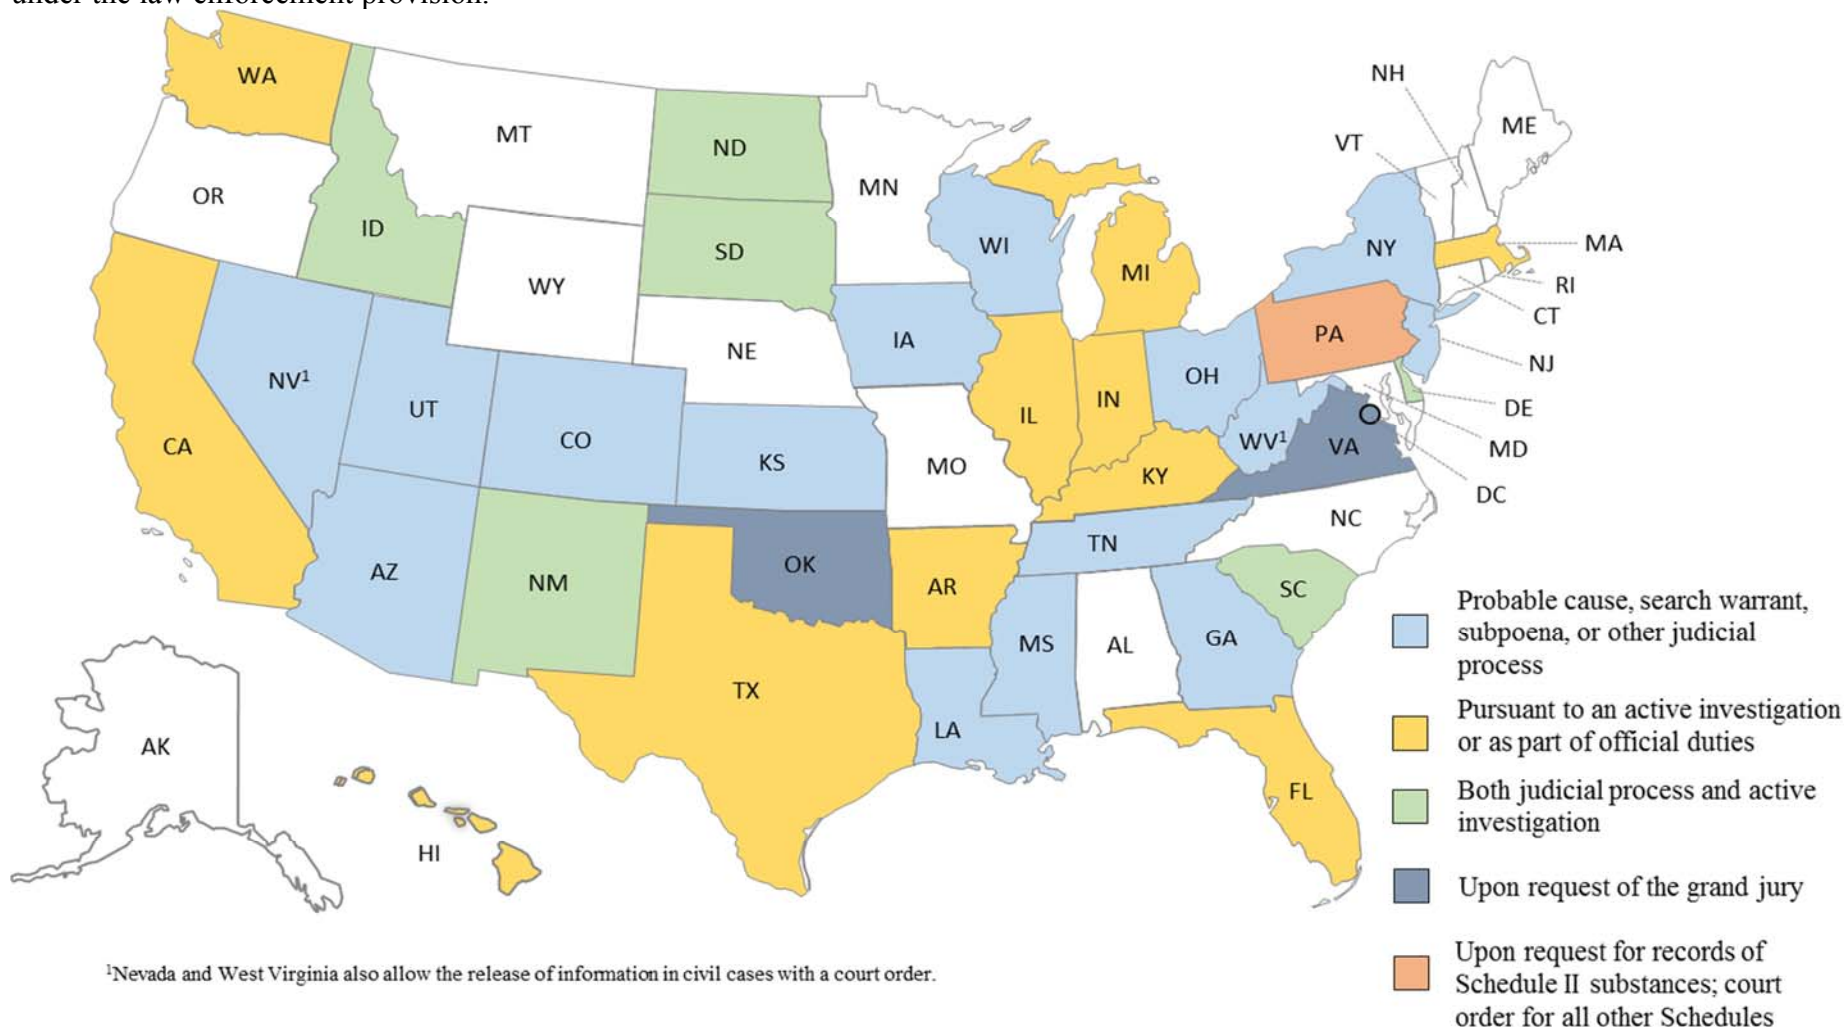 under the law enforcement provision.
NH
WA
ME
MT
VT
ND
MN
OR
ID
WI
NY
MA
SD
MI
RI
WY
CT
IA
PA
NE
NJ
NV¹
OH
UT
IN
DE
IL
CO
WV¹
VA
CA
KS
MO
KY
MD
DC
NC
TN
OK
AZ
NM
AR
SC
MS
AL
GA
TX
LA
AK
FL
HI
Probable cause, search warrant,
subpoena, or other judicial
process
Pursuant to an active investigation
or as part of official duties
Both judicial process and active
investigation
Upon request of the grand jury
Upon request for records of
Schedule II substances; court
order for all other Schedules
¹Nevada and West Virginia also allow the release of information in civil cases with a court order.